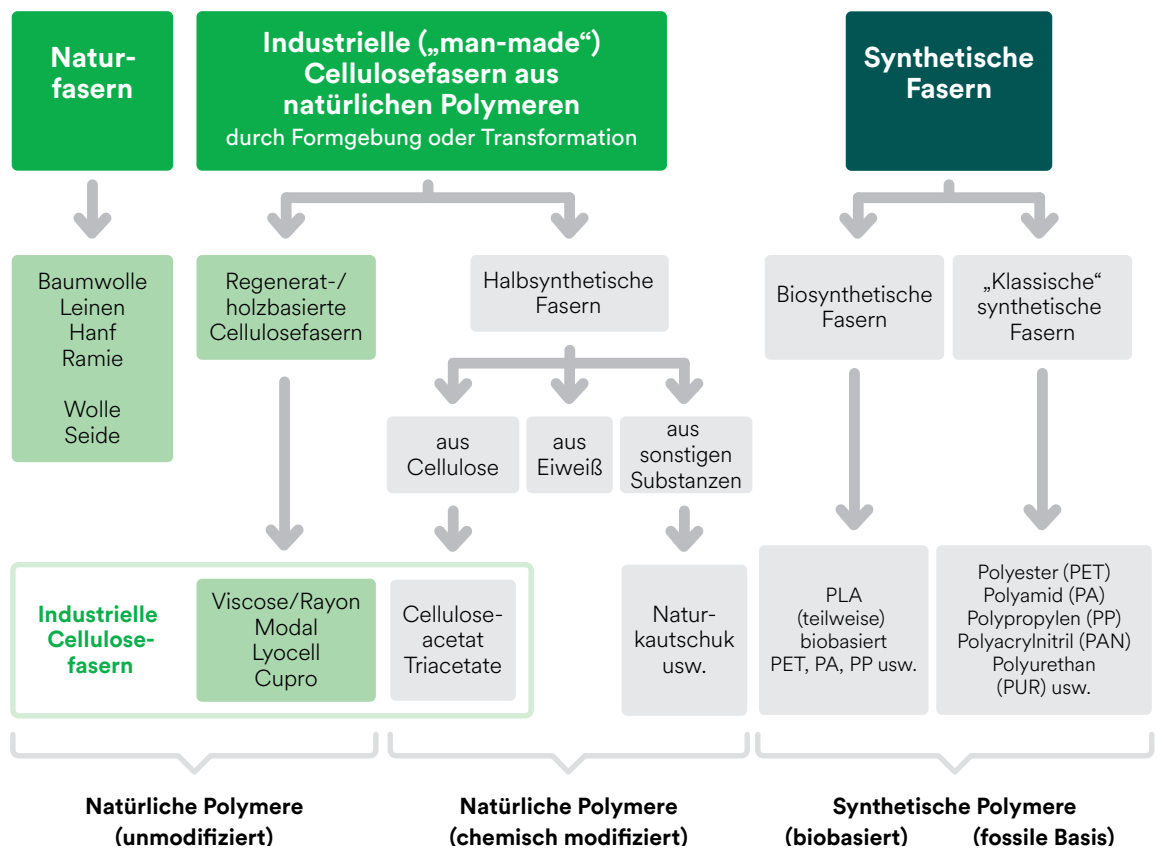 Natur-
fasern
Industrielle („man-made“)
Cellulosefasern aus
natürlichen Polymeren
durch Formgebung oder Transformation
Synthetische
Fasern
Baumwolle
Leinen
Hanf
Ramie
Wolle
Seide
Regenerat-/
holzbasierte
Cellulosefasern
Halbsynthetische
Fasern
Biosynthetische
Fasern
„Klassische“
synthetische
Fasern
aus
Cellulose
aus
Eiweiß
aus
sonstigen
Substanzen
Industrielle
Cellulose-
fasern
Viscose/Rayon
Modal
Lyocell
Cupro
Cellulose-
acetat
Triacetate
Natur-
kautschuk
usw.
PLA
(teilweise)
biobasiert
PET, PA, PP usw.
Polyester (PET)
Polyamid (PA)
Polypropylen (PP)
Polyacrylnitril (PAN)
Polyurethan
(PUR) usw.
Natürliche Polymere
(unmodifiziert)
Natürliche Polymere
(chemisch modifiziert)
Synthetische Polymere
(biobasiert) (fossile Basis)